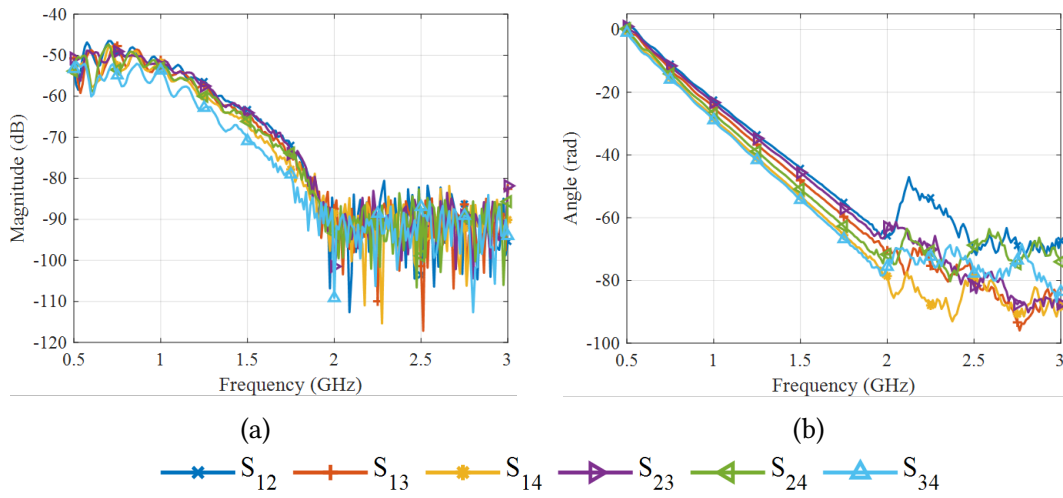 -40
-50
-60
-70
-80
-90
-100
-110
-120
Magnitude (dB)
0.5 1 1.5 2 2.5 3
Frequency (GHz)
(a)
0
-20
-40
-60
-80
-100
Angle (rad)
0.5 1 1.5 2 2.5 3
Frequency (GHz)
(b)
S12 S13 S14 S23 S24 S34